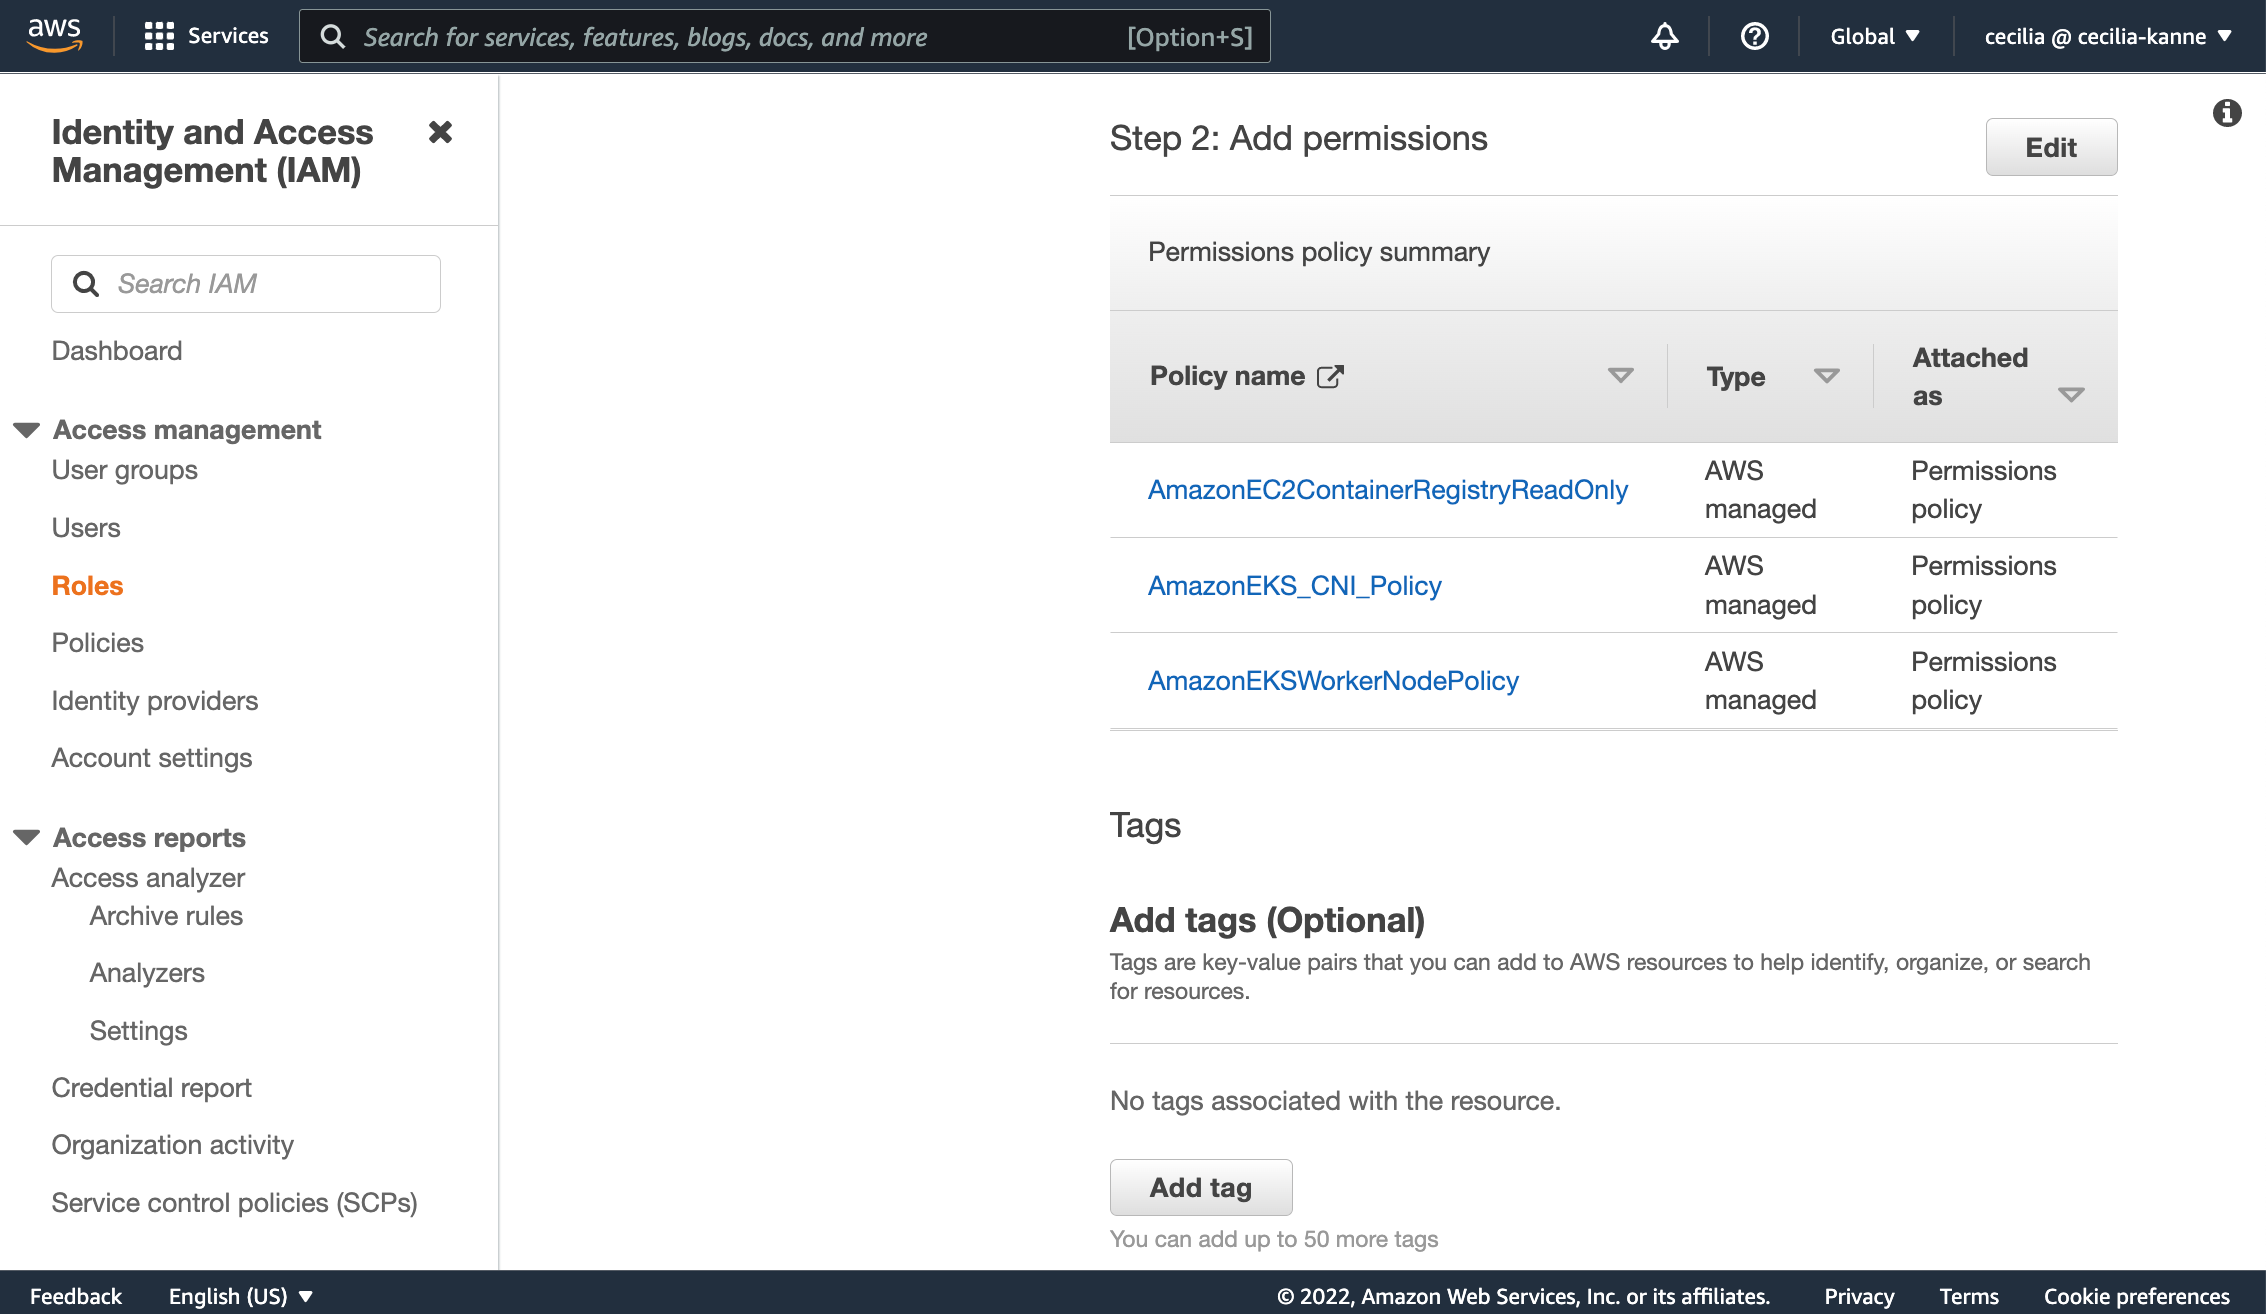 aws
Services
Search for services, features, blogs, docs, and more
[Option+S]
Global
cecilia @ cecilia-kanne
Identity and Access
Management (IAM)
Search IAM
Dashboard
Access management
User groups
Users
Roles
Policies
Identity providers
Account settings
Access reports
Access analyzer
Archive rules
Analyzers
Settings
Credential report
Organization activity
Service control policies (SCPs)
Step 2: Add permissions
Edit
Permissions policy summary
Policy name
Type
Attached
as
AmazonEC2ContainerRegistryReadOnly
AWS
managed
Permissions
policy
AmazonEKS_CNI_Policy
AWS
managed
Permissions
policy
AmazonEKSWorkerNodePolicy
AWS
managed
Permissions
policy
Tags
Add tags (Optional)
Tags are key-value pairs that you can add to AWS resources to help identify, organize, or search
for resources.
No tags associated with the resource.
Add tag
You can add up to 50 more tags
Feedback
English (US)
© 2022, Amazon Web Services, Inc. or its affiliates.
Privacy
Terms
Cookie preferences